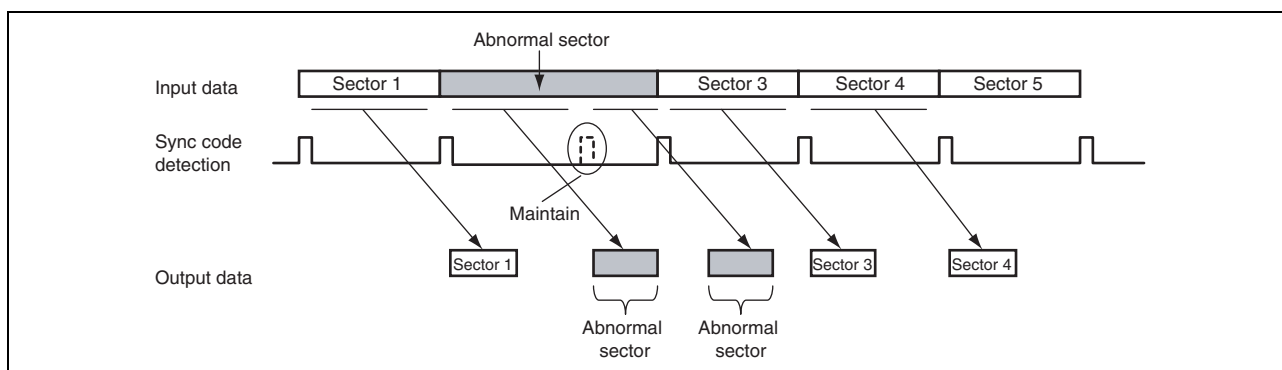 Abnormal sector
Input data
Sector 1
Sector 3
Sector 4
Sector 5
Sync code
detection
Maintain
Output data
Sector 1
Sector 3
Sector 4
Abnormal
sector
Abnormal
sector